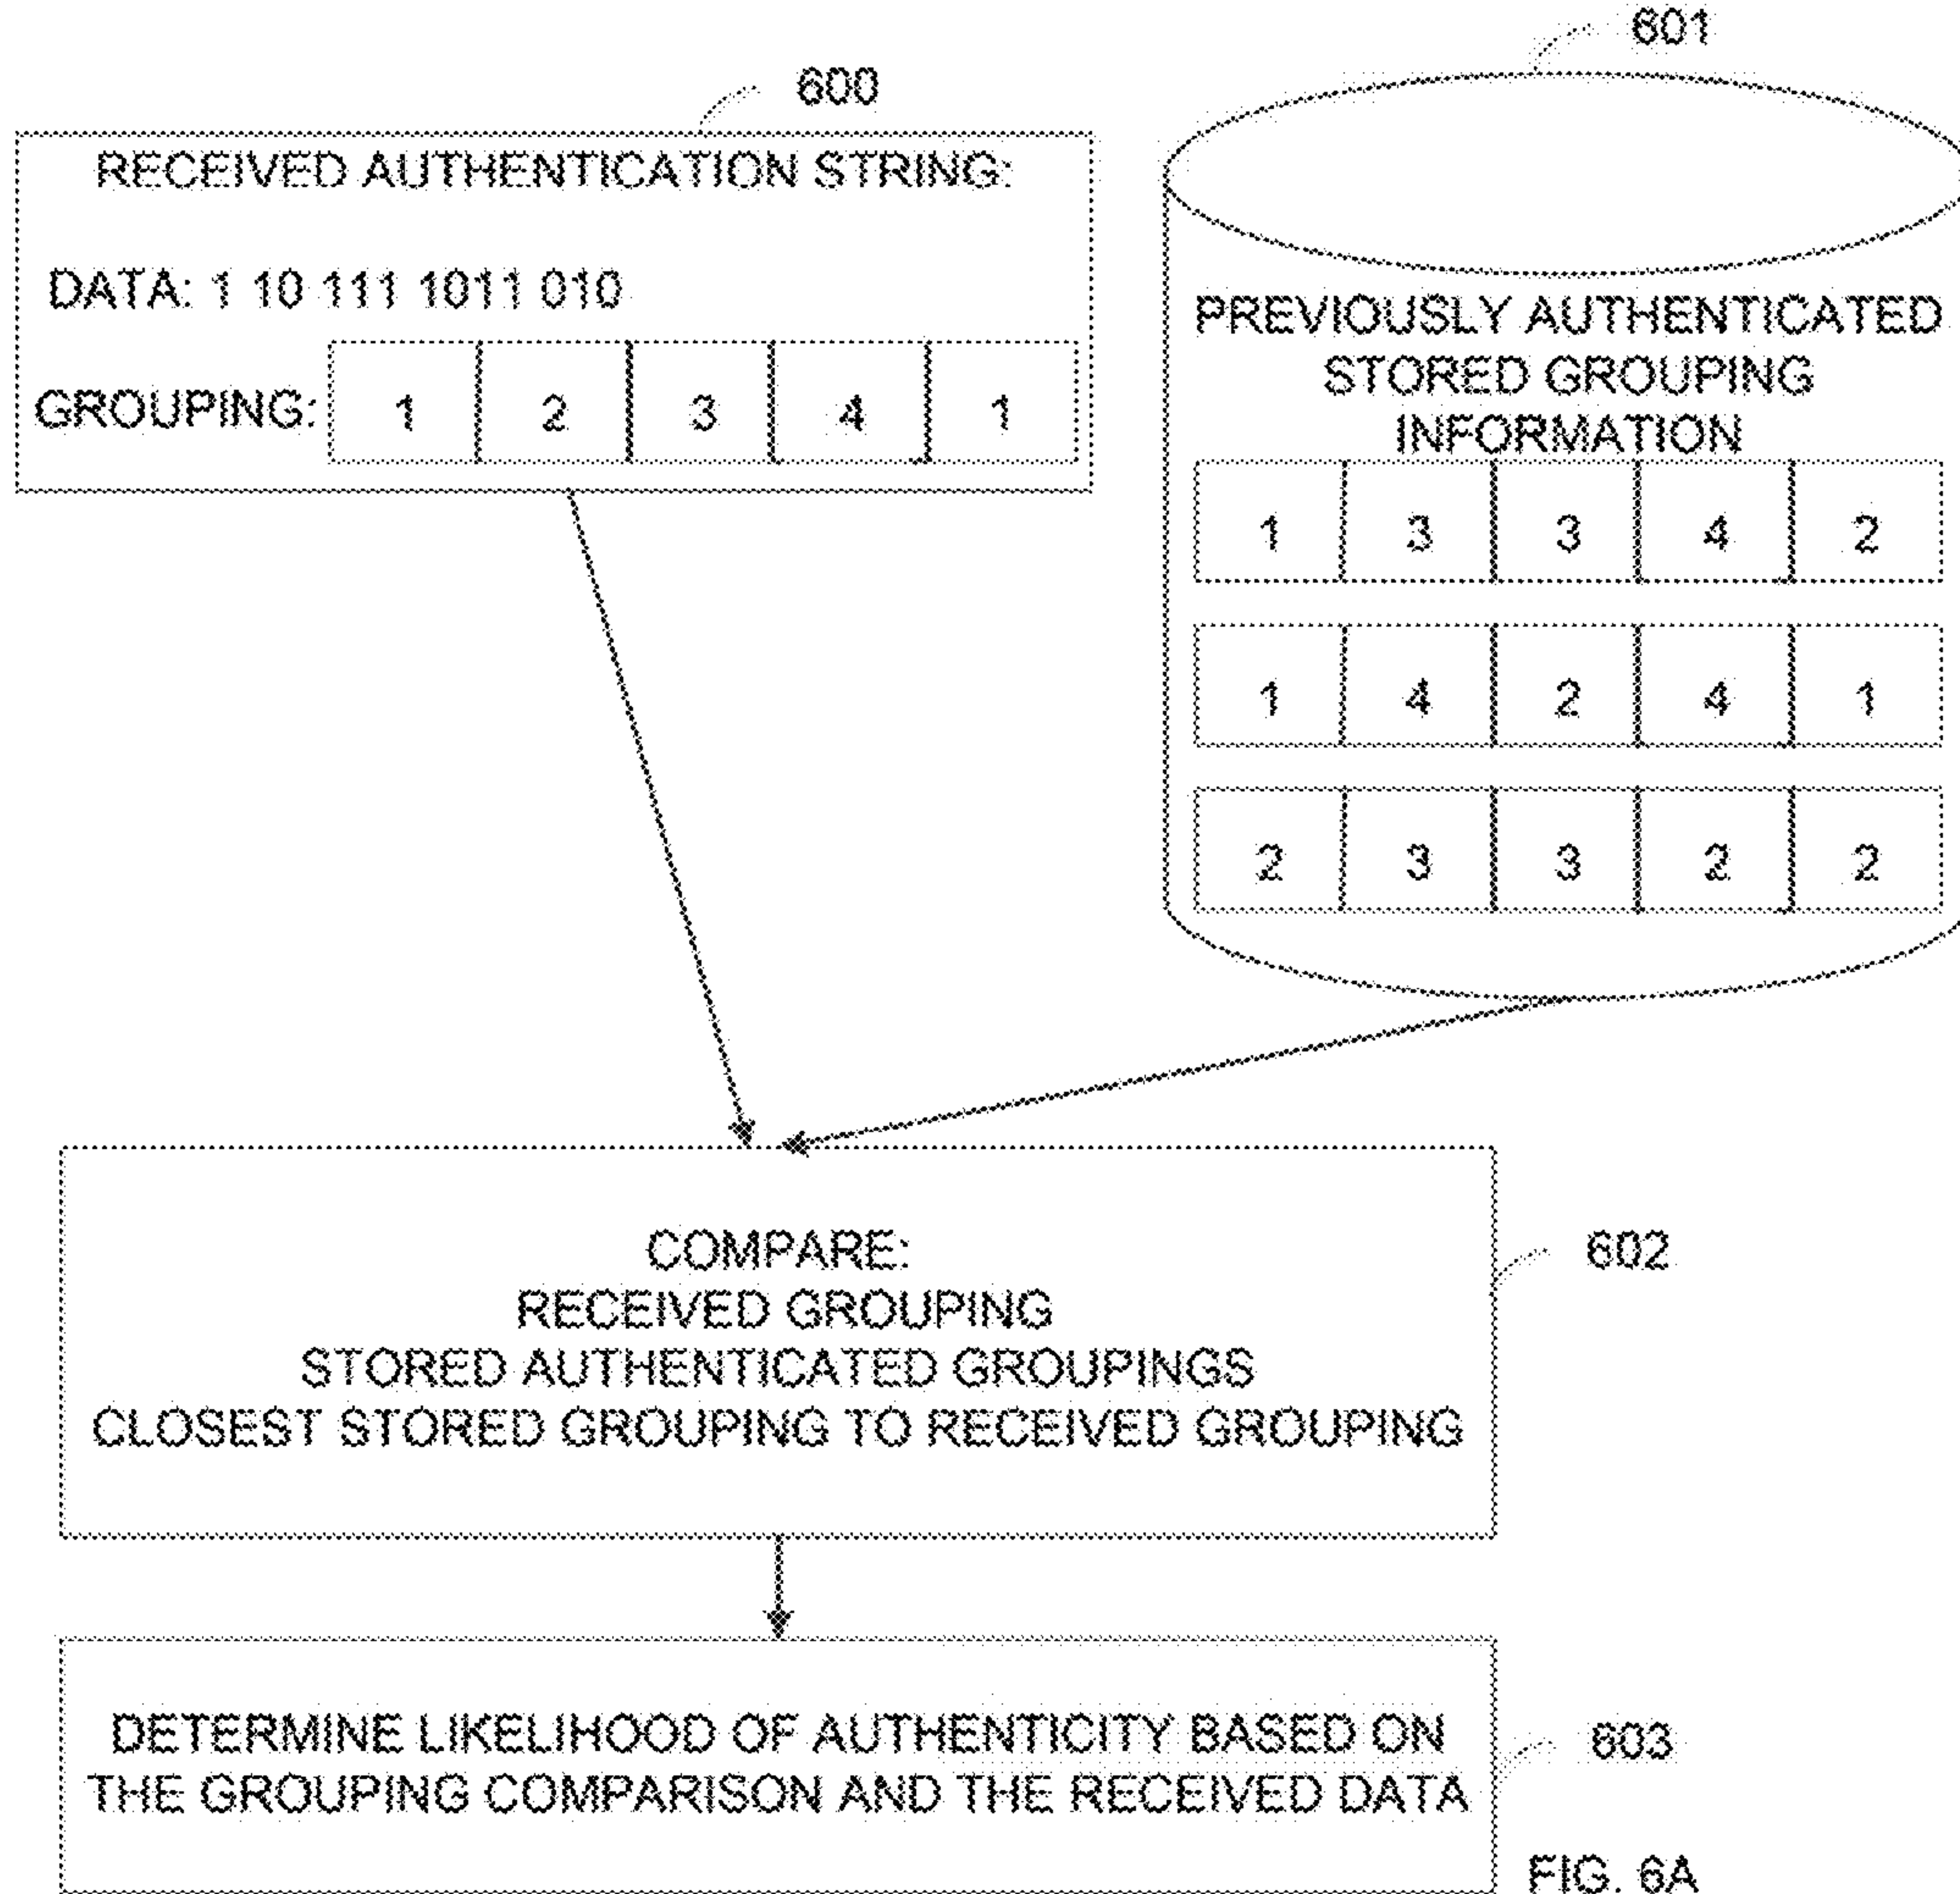 600
RECEIVED AUTHENTICATION STRING:
DATA: 1 10 111 1011 010
GROUPING: 1 2 3 4 1
601
PREVIOUSLY AUTHENTICATED
STORED GROUPING
INFORMATION
1 3 3 4 2
1 4 2 4 1
2 3 3 2 2
COMPARE:
RECEIVED GROUPING
STORED AUTHENTICATED GROUPINGS
CLOSEST STORED GROUPING TO RECEIVED GROUPING
602
DETERMINE LIKELIHOOD OF AUTHENTICITY BASED ON
THE GROUPING COMPARISON AND THE RECEIVED DATA
603
FIG. 6A